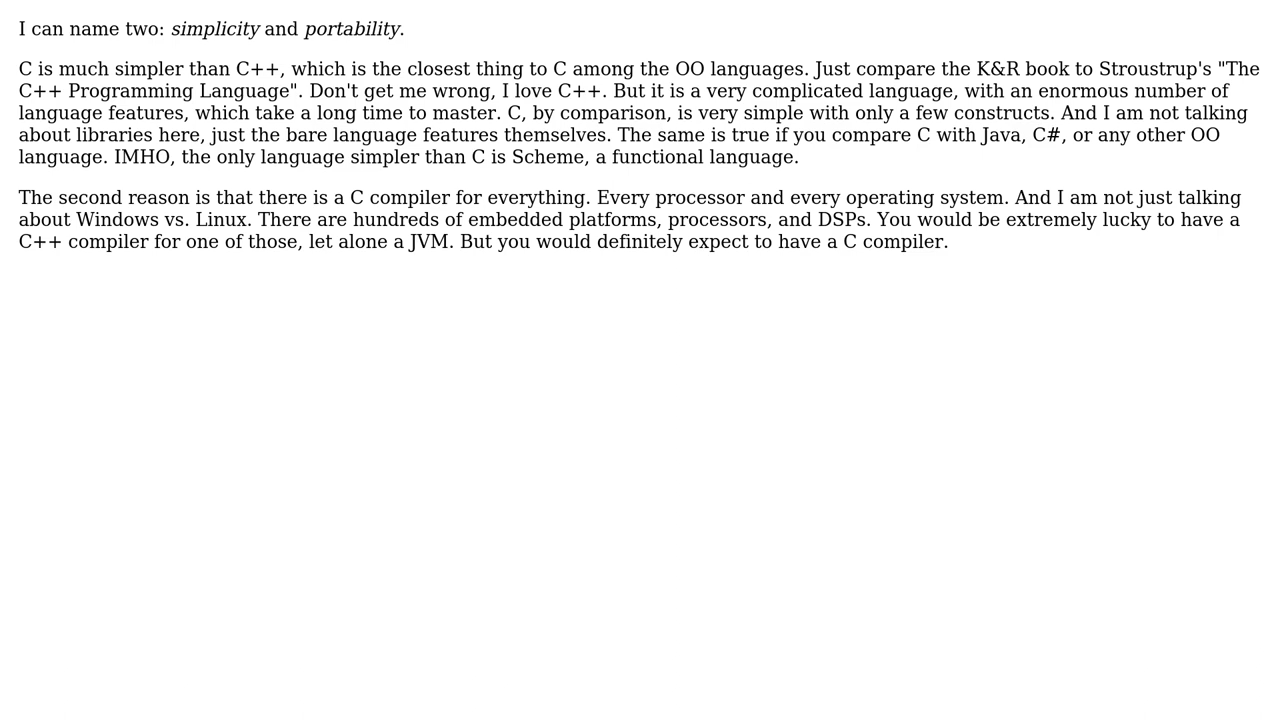 I can name two: simplicity and portability.
C is much simpler than C++, which is the closest thing to C among the OO languages. Just compare the K&R book to Stroustrup's "The
C++ Programming Language". Don't get me wrong, I love C++. But it is a very complicated language, with an enormous number of
language features, which take a long time to master. C, by comparison, is very simple with only a few constructs. And I am not talking
about libraries here, just the bare language features themselves. The same is true if you compare C with Java, C#, or any other OO
language. IMHO, the only language simpler than C is Scheme, a functional language.
The second reason is that there is a C compiler for everything. Every processor and every operating system. And I am not just talking
about Windows vs. Linux. There are hundreds of embedded platforms, processors, and DSPs. You would be extremely lucky to have a
C++ compiler for one of those, let alone a JVM. But you would definitely expect to have a C compiler.